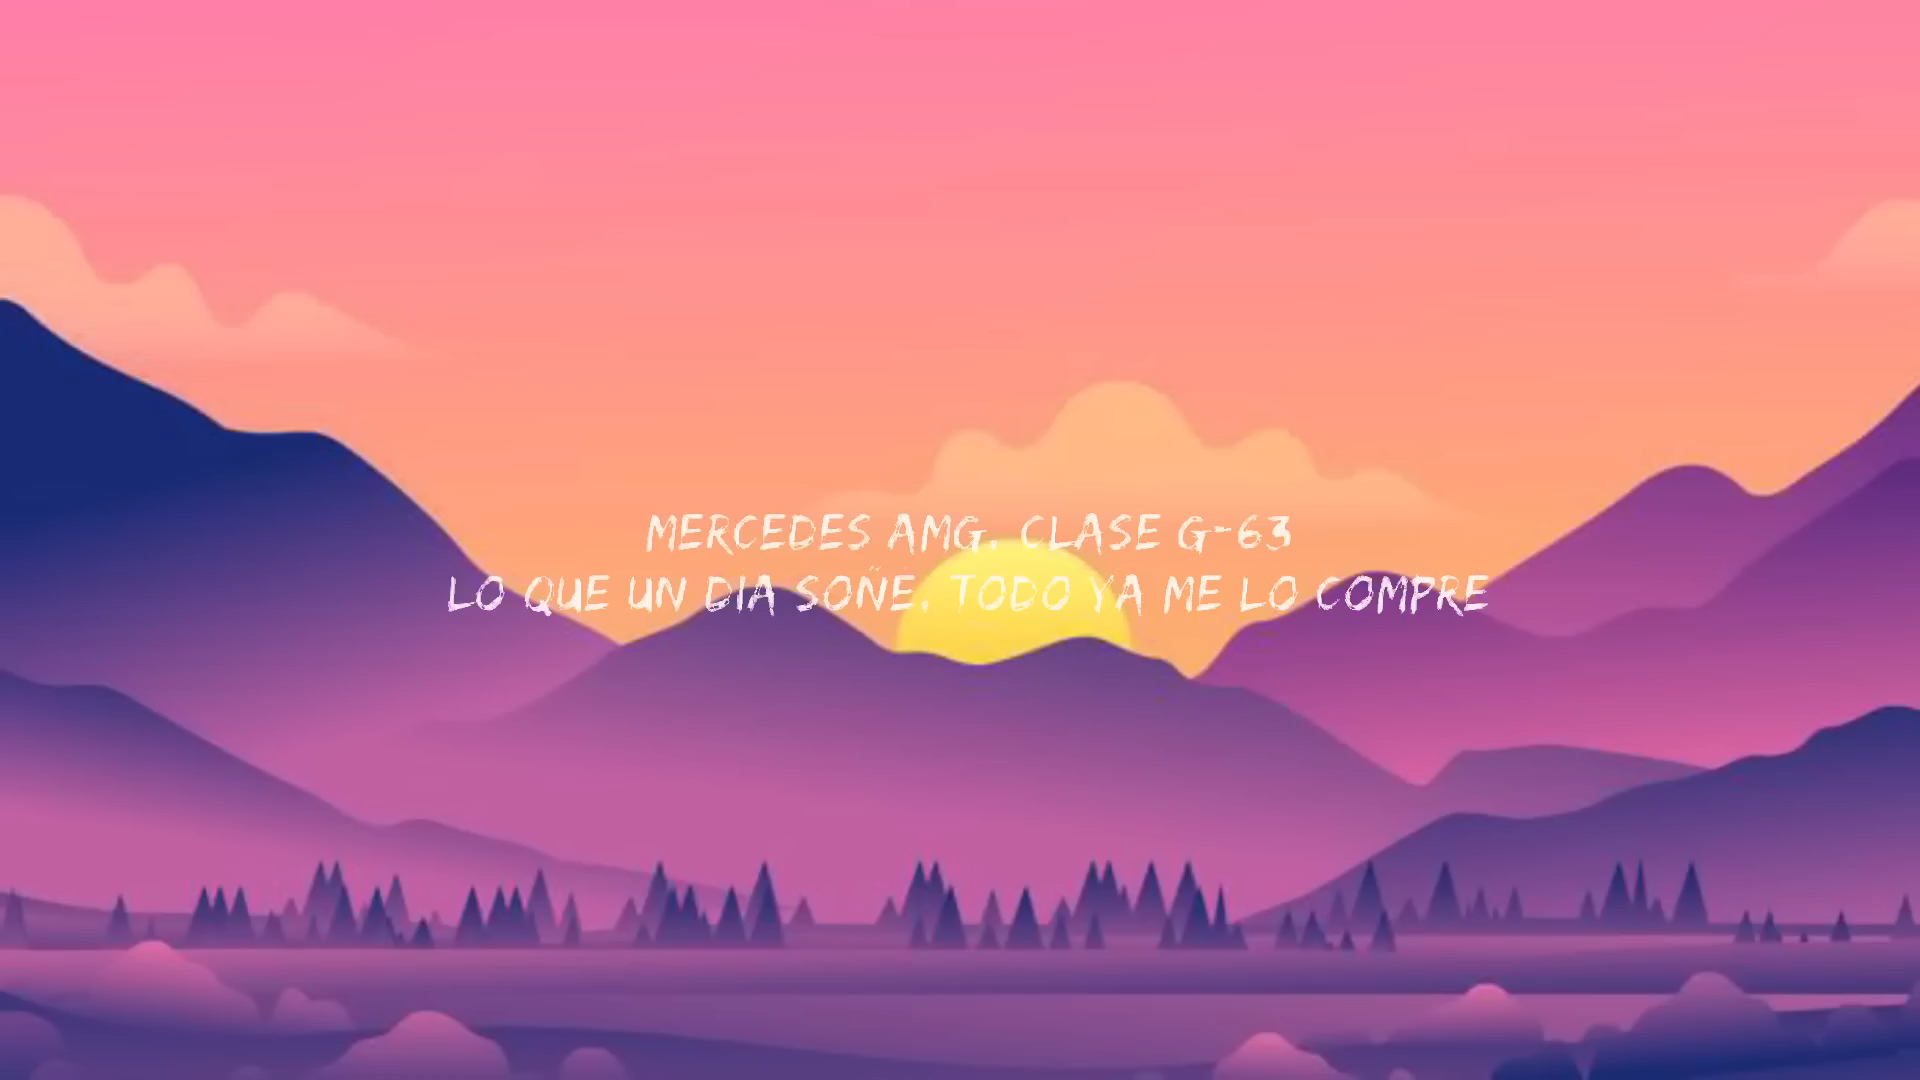 MERCEDES AMG, CLASE G-63
LO QUE UN DIA SOÑE, TODO YA ME LO COMPRE